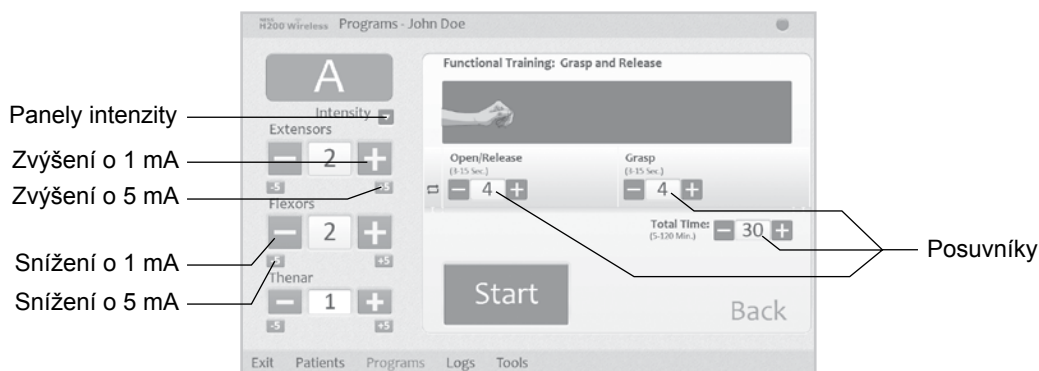 NESS
H200 Wireless Programs - John Doe
A
Intensity
Extensors
− 2 +
-5 +5
Flexors
− 2 +
-5 +5
Thenar
− 1 +
-5 +5
Functional Training: Grasp and Release
Open/Release
(3-15 Sec.)
− 4 +
Grasp
(3-15 Sec.)
− 4 +
Total Time:
(5-120 Min.)
− 30 +
Start
Back
Exit Patients Programs Logs Tools
Panely intenzity
Zvýšení o 1 mA
Zvýšení o 5 mA
Snížení o 1 mA
Snížení o 5 mA
Posuvníky